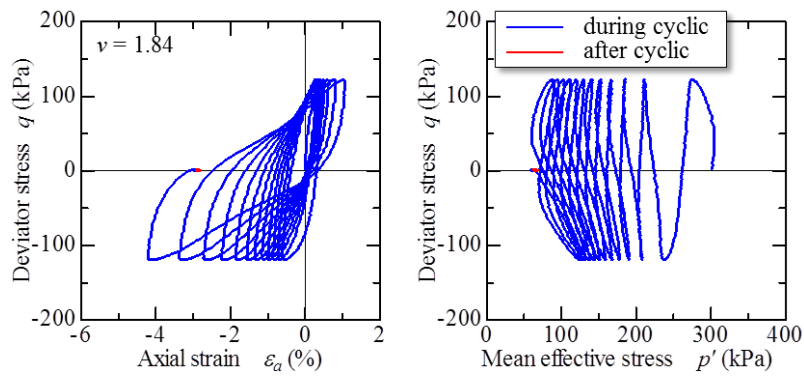 ν = 1.84
200
100
0
-100
-200
Deviator stress q (kPa)
-6 -4 -2 0 2
Axial strain εa (%)
during cyclic
after cyclic
200
100
0
-100
-200
Deviator stress q (kPa)
0 100 200 300 400
Mean effective stress p′ (kPa)